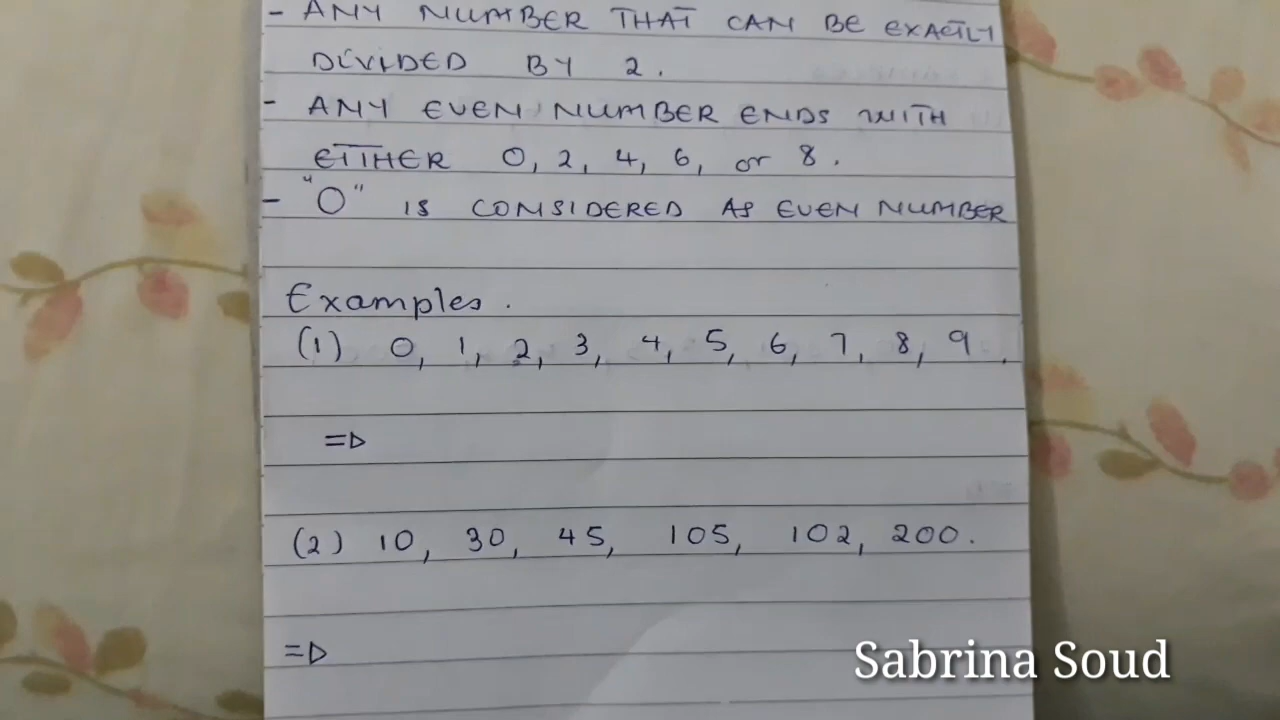 - ANY NUMBER THAT CAN BE EXACTLY
DIVIDED BY 2.
- ANY EVEN NUMBER ENDS WITH
EITHER 0, 2, 4, 6, or 8.
- "0" IS CONSIDERED AS EVEN NUMBER
Examples.
(1) 0, 1, 2, 3, 4, 5, 6, 7, 8, 9.
=▷
(2) 10, 30, 45, 105, 102, 200.
=▷
Sabrina Soud